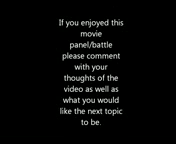 If you enjoyed this
movie
panel/battle
please comment
with your
thoughts of the
video as well as
what you would
like the next topic
to be.